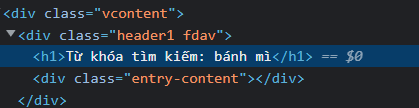 <div class="vcontent">
<div class="header1 fdav">
<h1>Từ khóa tìm kiếm: bánh mì</h1> == $0
<div class="entry-content"></div>
</div>